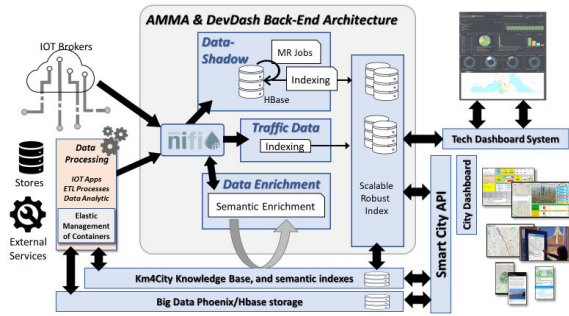 AMMA & DevDash Back-End Architecture
IOT Brokers
Data-
Shadow
MR Jobs
Indexing
HBase
nifi
Traffic Data
Indexing
Data
Processing
IOT Apps
ETL Processes
Data Analytic
Elastic
Management
of Containers
Stores
External
Services
Data Enrichment
Semantic Enrichment
Scalable
Robust
Index
Tech Dashboard System
Smart City API
City Dashboard
Km4City Knowledge Base, and semantic indexes
Big Data Phoenix/Hbase storage